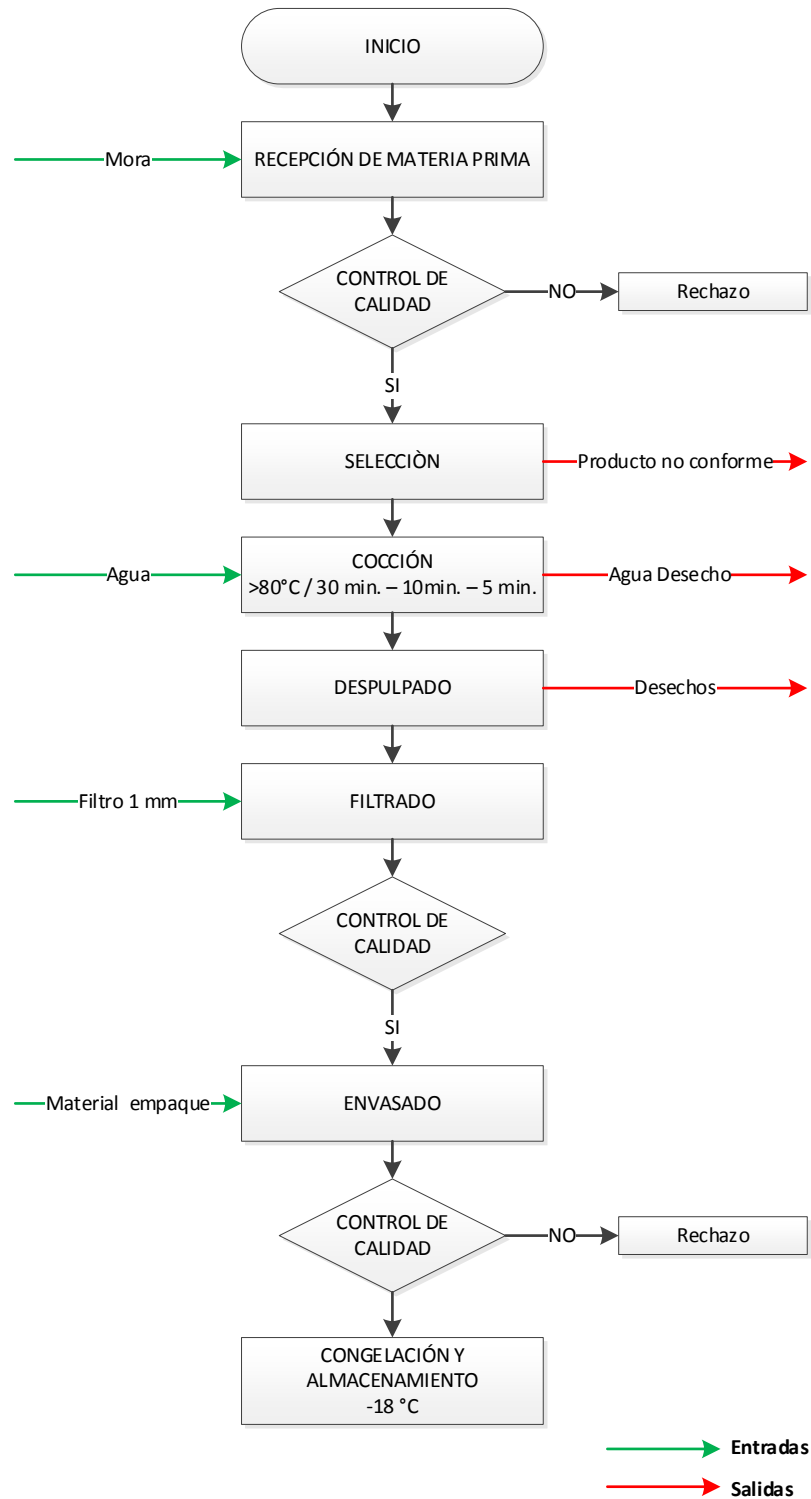 INICIO
Mora
RECEPCIÓN DE MATERIA PRIMA
CONTROL DE
CALIDAD
NO
Rechazo
SI
SELECCIÒN
Producto no conforme
Agua
COCCIÓN
>80°C / 30 min. – 10min. – 5 min.
Agua Desecho
DESPULPADO
Desechos
Filtro 1 mm
FILTRADO
CONTROL DE
CALIDAD
SI
Material empaque
ENVASADO
CONTROL DE
CALIDAD
NO
Rechazo
CONGELACIÓN Y
ALMACENAMIENTO
-18 °C
Entradas
Salidas